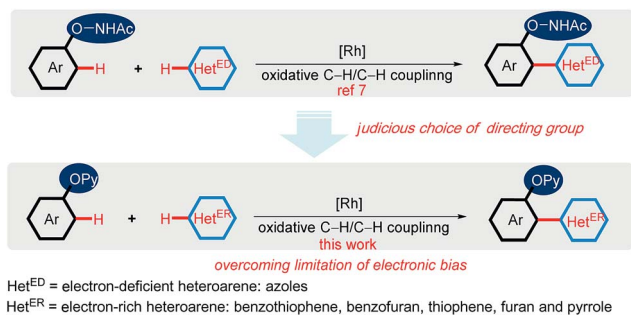 O–NHAc
Ar
H
+
H
Het^ED
[Rh]
oxidative C–H/C–H couplinng
ref 7
O–NHAc
Ar
Het^ED
judicious choice of directing group
OPy
Ar
H
+
H
Het^ER
[Rh]
oxidative C–H/C–H couplinng
this work
OPy
Ar
Het^ER
overcoming limitation of electronic bias
Het^ED = electron-deficient heteroarene: azoles
Het^ER = electron-rich heteroarene: benzothiophene, benzofuran, thiophene, furan and pyrrole